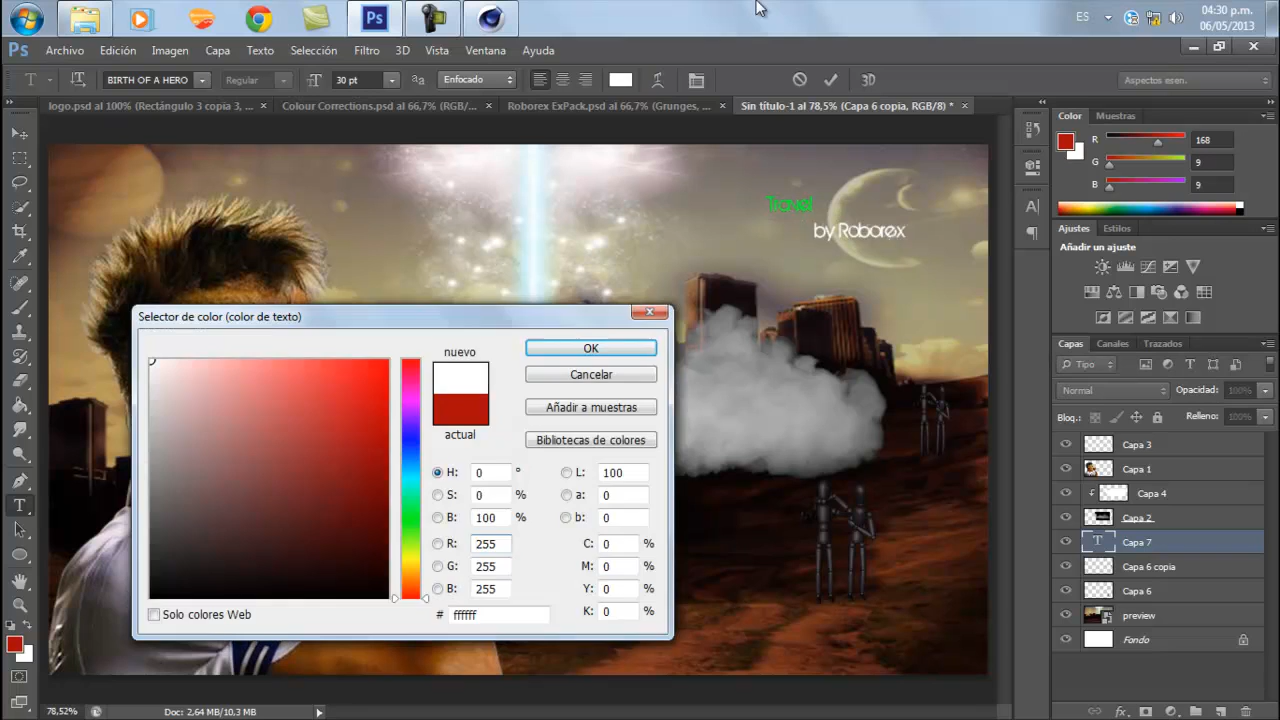 04:30 p.m.
ES
06/05/2013
Ps
Ps
Archivo Edición Imagen Capa Texto Selección Filtro 3D Vista Ventana Ayuda
T BIRTH OF A HERO Regular 30 pt aa Enfocado 3D Aspectos esen.
logo.psd al 100% (Rectángulo 3 copia 3, ... × Colour Corrections.psd al 66,7% (RGB/... × Roborex ExPack.psd al 66,7% (Grunges, ... × Sin título-1 al 78,5% (Capa 6 copia, RGB/8) * ×
Color Muestras
R 168
G 9
B 9
Travel
by Roborex
Ajustes Estilos
Añadir un ajuste
Selector de color (color de texto)
nuevo
actual
OK
Cancelar
Añadir a muestras
Bibliotecas de colores
H: 0 °
S: 0 %
B: 100 %
R: 255
G: 255
B: 255
# ffffff
L: 100
a: 0
b: 0
C: 0 %
M: 0 %
Y: 0 %
K: 0 %
Solo colores Web
Capas Canales Trazados
Tipo
Normal Opacidad: 100%
Bloq.: Relleno: 100%
Capa 3
Capa 1
Capa 4
Capa 2
T Capa 7
Capa 6 copia
Capa 6
preview
Fondo
78,52% Doc: 2,64 MB/10,3 MB
fx